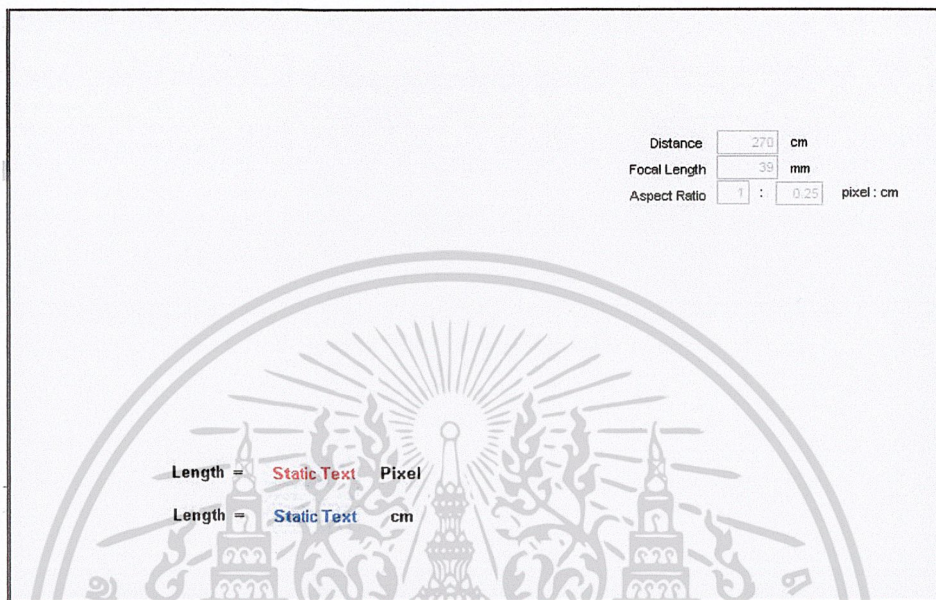 Distance 270 cm
Focal Length 39 mm
Aspect Ratio 1 : 0.25 pixel : cm
Length = Static Text Pixel
Length = Static Text cm